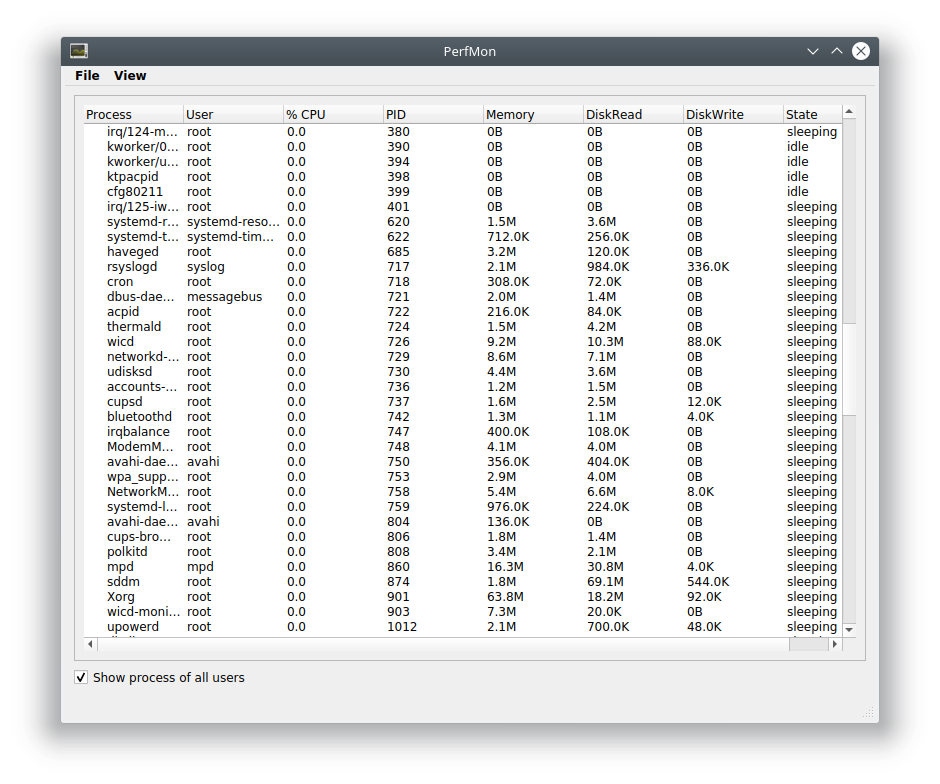 PerfMon
File View
Process User % CPU PID Memory DiskRead DiskWrite State
irq/124-m... root 0.0 380 0B 0B 0B sleeping
kworker/0... root 0.0 390 0B 0B 0B idle
kworker/u... root 0.0 394 0B 0B 0B idle
ktpacpid root 0.0 398 0B 0B 0B idle
cfg80211 root 0.0 399 0B 0B 0B idle
irq/125-iw... root 0.0 401 0B 0B 0B sleeping
systemd-r... systemd-reso... 0.0 620 1.5M 3.6M 0B sleeping
systemd-t... systemd-tim... 0.0 622 712.0K 256.0K 0B sleeping
haveged root 0.0 685 3.2M 120.0K 0B sleeping
rsyslogd syslog 0.0 717 2.1M 984.0K 336.0K sleeping
cron root 0.0 718 308.0K 72.0K 0B sleeping
dbus-dae... messagebus 0.0 721 2.0M 1.4M 0B sleeping
acpid root 0.0 722 216.0K 84.0K 0B sleeping
thermald root 0.0 724 1.5M 4.2M 0B sleeping
wicd root 0.0 726 9.2M 10.3M 88.0K sleeping
networkd-... root 0.0 729 8.6M 7.1M 0B sleeping
udisksd root 0.0 730 4.4M 3.6M 0B sleeping
accounts-... root 0.0 736 1.2M 1.5M 0B sleeping
cupsd root 0.0 737 1.6M 2.5M 12.0K sleeping
bluetoothd root 0.0 742 1.3M 1.1M 4.0K sleeping
irqbalance root 0.0 747 400.0K 108.0K 0B sleeping
ModemM... root 0.0 748 4.1M 4.0M 0B sleeping
avahi-dae... avahi 0.0 750 356.0K 404.0K 0B sleeping
wpa_supp... root 0.0 753 2.9M 4.0M 0B sleeping
NetworkM... root 0.0 758 5.4M 6.6M 8.0K sleeping
systemd-l... root 0.0 759 976.0K 224.0K 0B sleeping
avahi-dae... avahi 0.0 804 136.0K 0B 0B sleeping
cups-bro... root 0.0 806 1.8M 1.4M 0B sleeping
polkitd root 0.0 808 3.4M 2.1M 0B sleeping
mpd mpd 0.0 860 16.3M 30.8M 4.0K sleeping
sddm root 0.0 874 1.8M 69.1M 544.0K sleeping
Xorg root 0.0 901 63.8M 18.2M 92.0K sleeping
wicd-moni... root 0.0 903 7.3M 20.0K 0B sleeping
upowerd root 0.0 1012 2.1M 700.0K 48.0K sleeping
Show process of all users